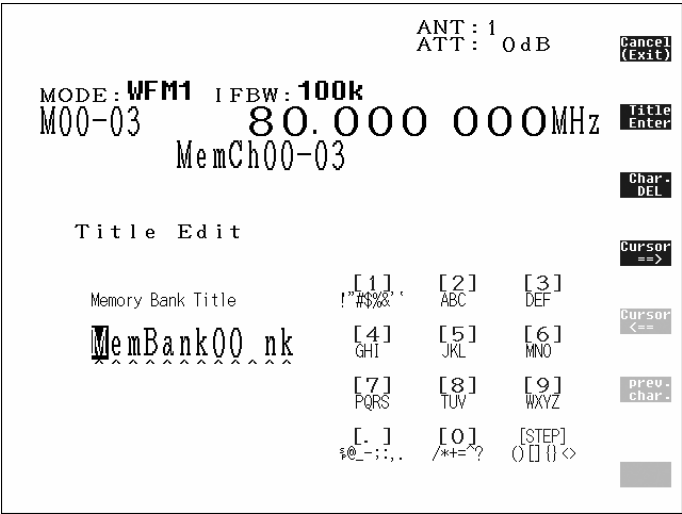 ANT:1
ATT: 0dB
Cancel
(Exit)
MODE:WFM1 IFBW:100k
M00-03 80.000 000MHz
Title
Enter
MemCh00-03
Char.
DEL
Title Edit
Cursor
==>
[1] [2] [3]
!"#$%&'` ABC DEF
Memory Bank Title
Cursor
<==
MemBank00 nk
[4] [5] [6]
GHI JKL MNO
[7] [8] [9]
PQRS TUV WXYZ
prev.
char.
[. ] [0] [STEP]
@_-;:,. /*+=^? ()[]{}<>